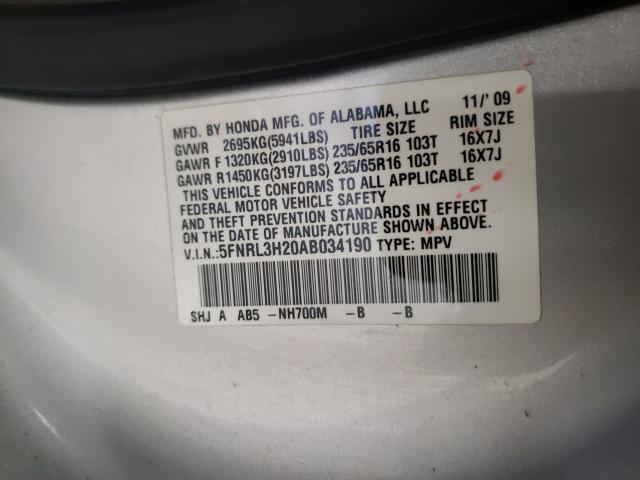 MFD. BY HONDA MFG. OF ALABAMA, LLC 11/'09
GVWR 2695KG(5941LBS) TIRE SIZE RIM SIZE
GAWR F 1320KG(2910LBS) 235/65R16 103T 16X7J
GAWR R1450KG(3197LBS) 235/65R16 103T 16X7J
THIS VEHICLE CONFORMS TO ALL APPLICABLE
FEDERAL MOTOR VEHICLE SAFETY
AND THEFT PREVENTION STANDARDS IN EFFECT
ON THE DATE OF MANUFACTURE SHOWN ABOVE.
V.I.N.:5FNRL3H20AB034190 TYPE: MPV
SHJ A AB5 -NH700M -B -B